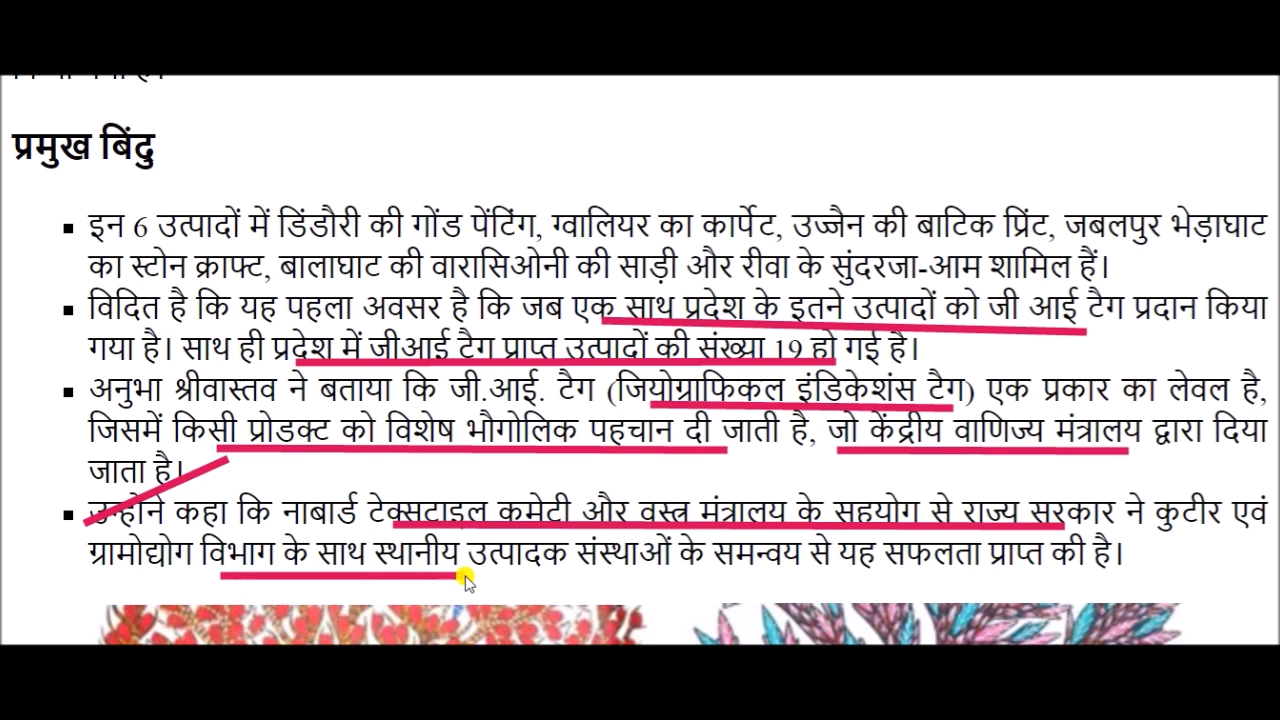 प्रमुख बिंदु
इन 6 उत्पादों में डिंडौरी की गोंड पेंटिंग, ग्वालियर का कार्पेट, उज्जैन की बाटिक प्रिंट, जबलपुर भेड़ाघाट
का स्टोन क्राफ्ट, बालाघाट की वारासिओनी की साड़ी और रीवा के सुंदरजा-आम शामिल हैं।
विदित है कि यह पहला अवसर है कि जब एक साथ प्रदेश के इतने उत्पादों को जी आई टैग प्रदान किया
गया है। साथ ही प्रदेश में जीआई टैग प्राप्त उत्पादों की संख्या 19 हो गई है।
अनुभा श्रीवास्तव ने बताया कि जी.आई. टैग (जियोग्राफिकल इंडिकेशंस टैग) एक प्रकार का लेवल है,
जिसमें किसी प्रोडक्ट को विशेष भौगोलिक पहचान दी जाती है, जो केंद्रीय वाणिज्य मंत्रालय द्वारा दिया
जाता है।
उन्होंने कहा कि नाबार्ड टेक्सटाइल कमेटी और वस्त्र मंत्रालय के सहयोग से राज्य सरकार ने कुटीर एवं
ग्रामोद्योग विभाग के साथ स्थानीय उत्पादक संस्थाओं के समन्वय से यह सफलता प्राप्त की है।